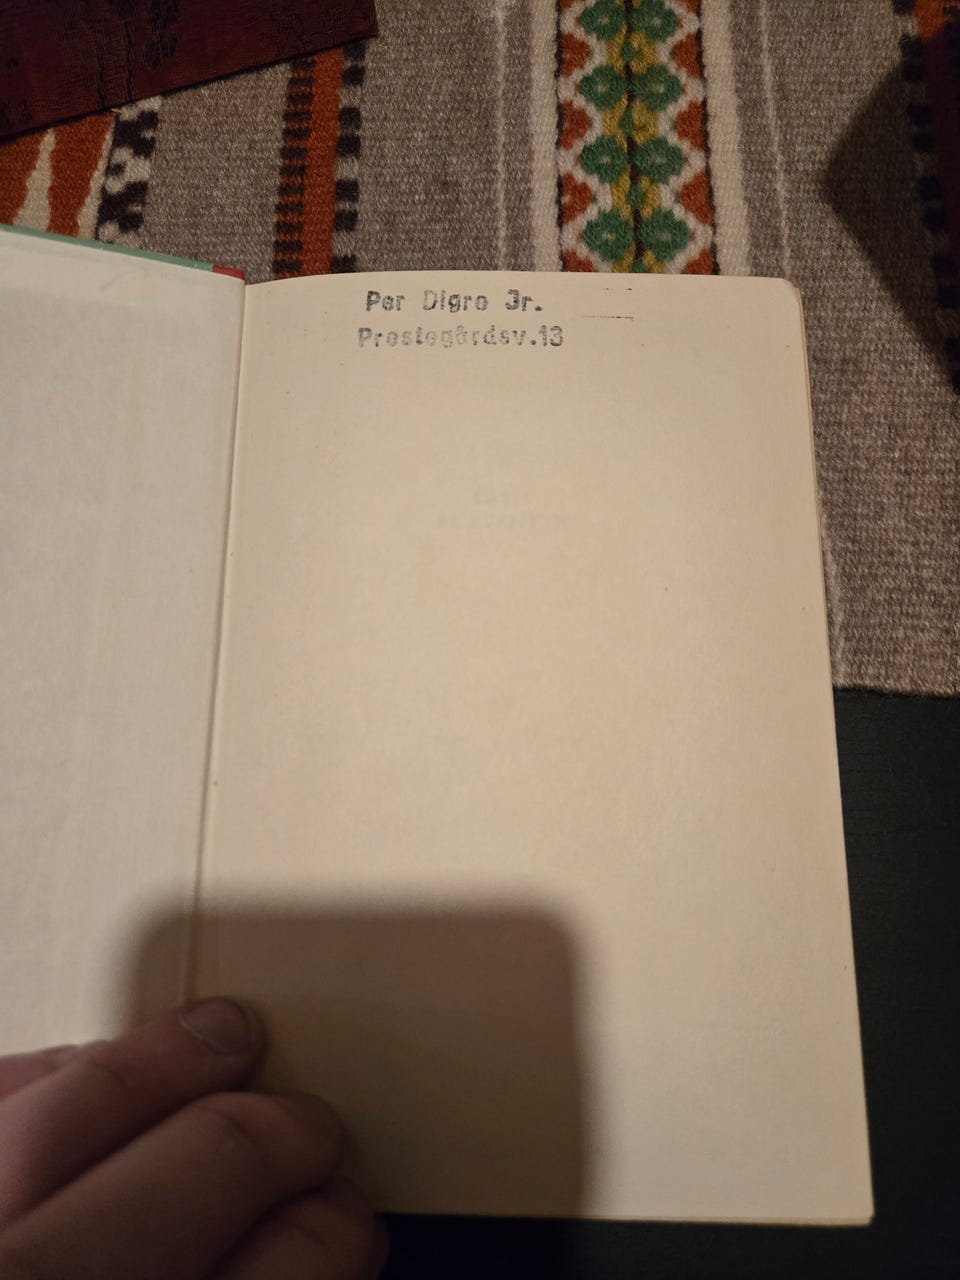 Per Digre Jr.
Prestegårdsv.13